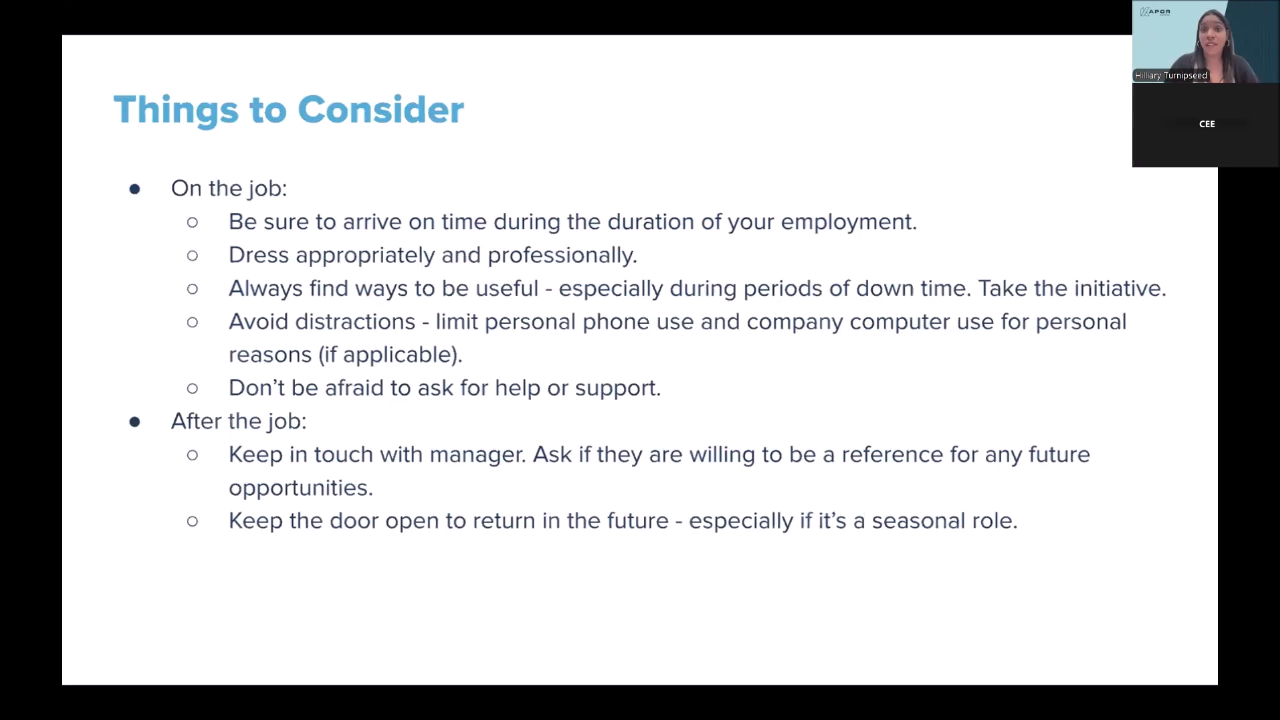 Things to Consider
● On the job:
○ Be sure to arrive on time during the duration of your employment.
○ Dress appropriately and professionally.
○ Always find ways to be useful - especially during periods of down time. Take the initiative.
○ Avoid distractions - limit personal phone use and company computer use for personal
reasons (if applicable).
○ Don’t be afraid to ask for help or support.
● After the job:
○ Keep in touch with manager. Ask if they are willing to be a reference for any future
opportunities.
○ Keep the door open to return in the future - especially if it’s a seasonal role.
Hilliary Turnipseed
CEE